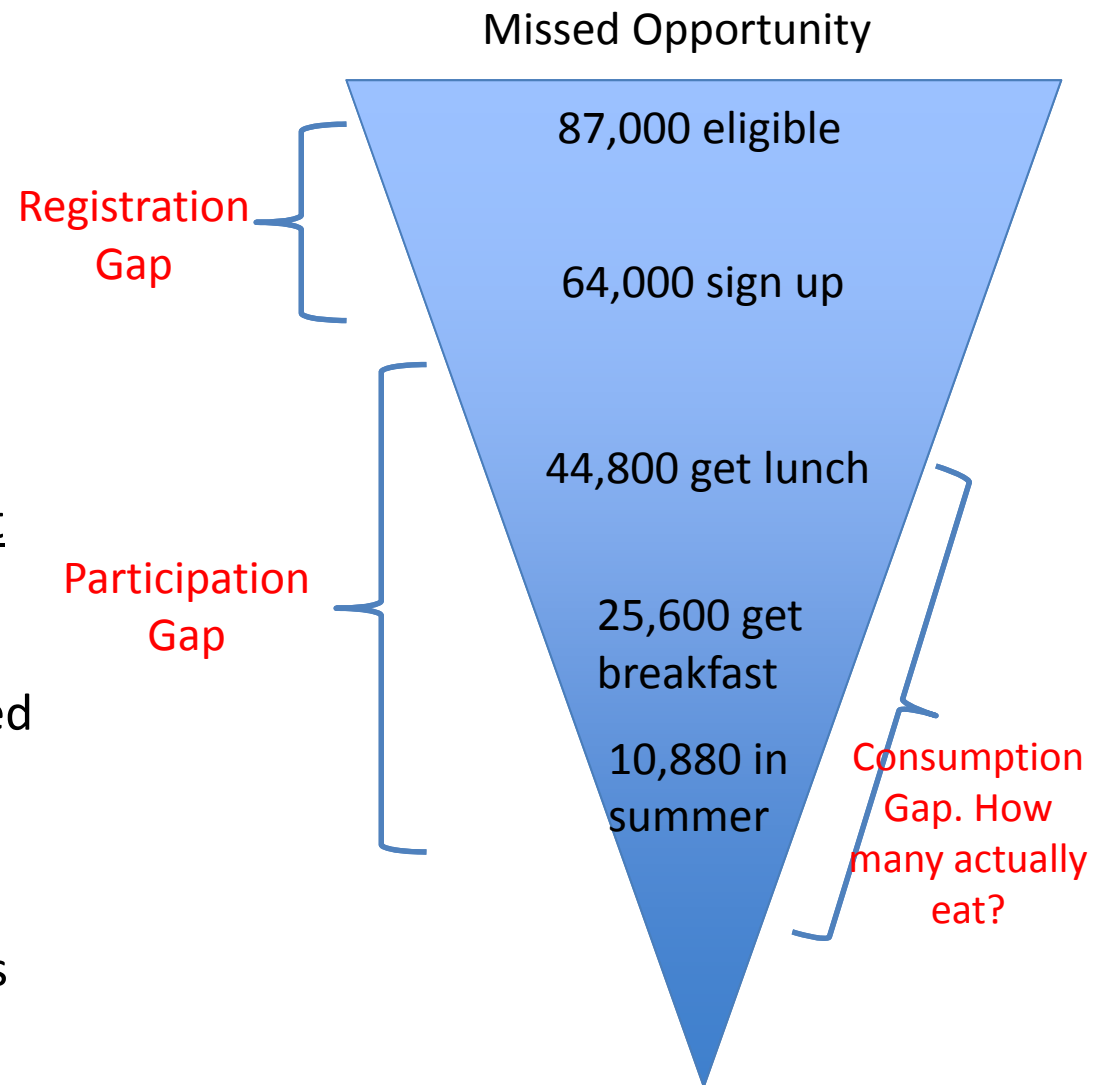 Missed Opportunity
87,000 eligible
Registration
Gap
64,000 sign up
44,800 get lunch
Participation
Gap
25,600 get
breakfast
ed
10,880 in
summer
Consumption
Gap. How
many actually
eat?
s